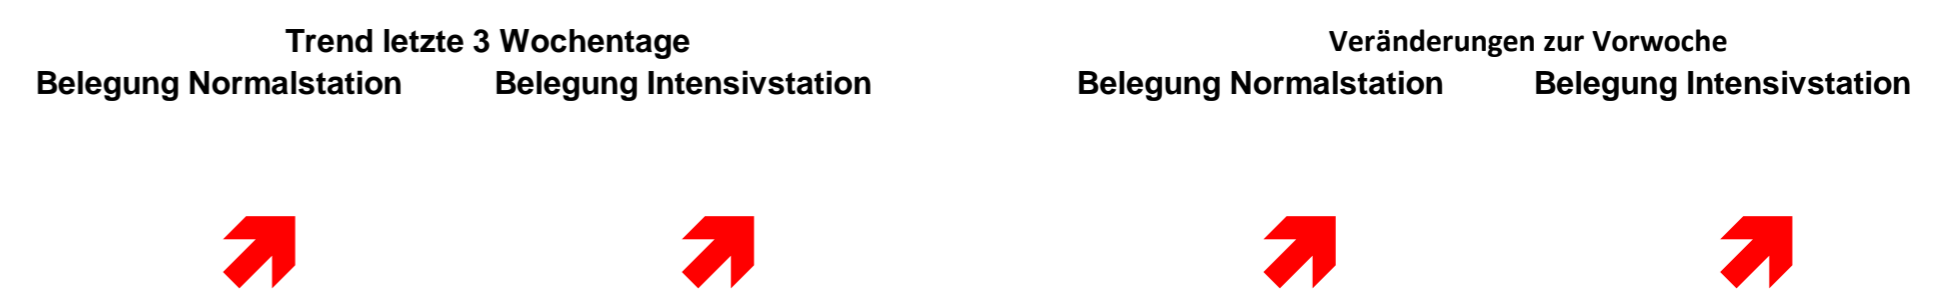 Trend letzte 3 Wochentage
Belegung Normalstation Belegung Intensivstation
Veränderungen zur Vorwoche
Belegung Normalstation Belegung Intensivstation